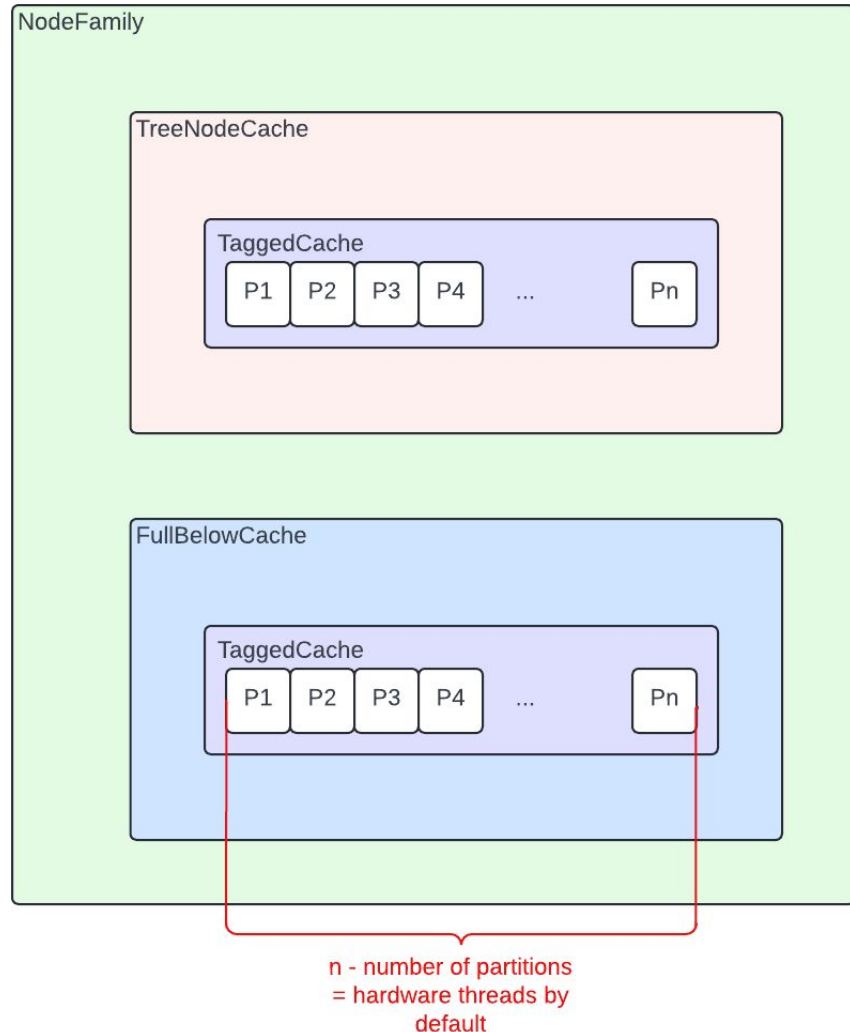 NodeFamily
TreeNodeCache
TaggedCache
P1 P2 P3 P4 ... Pn
FullBelowCache
TaggedCache
P1 P2 P3 P4 ... Pn
n - number of partitions
= hardware threads by
default